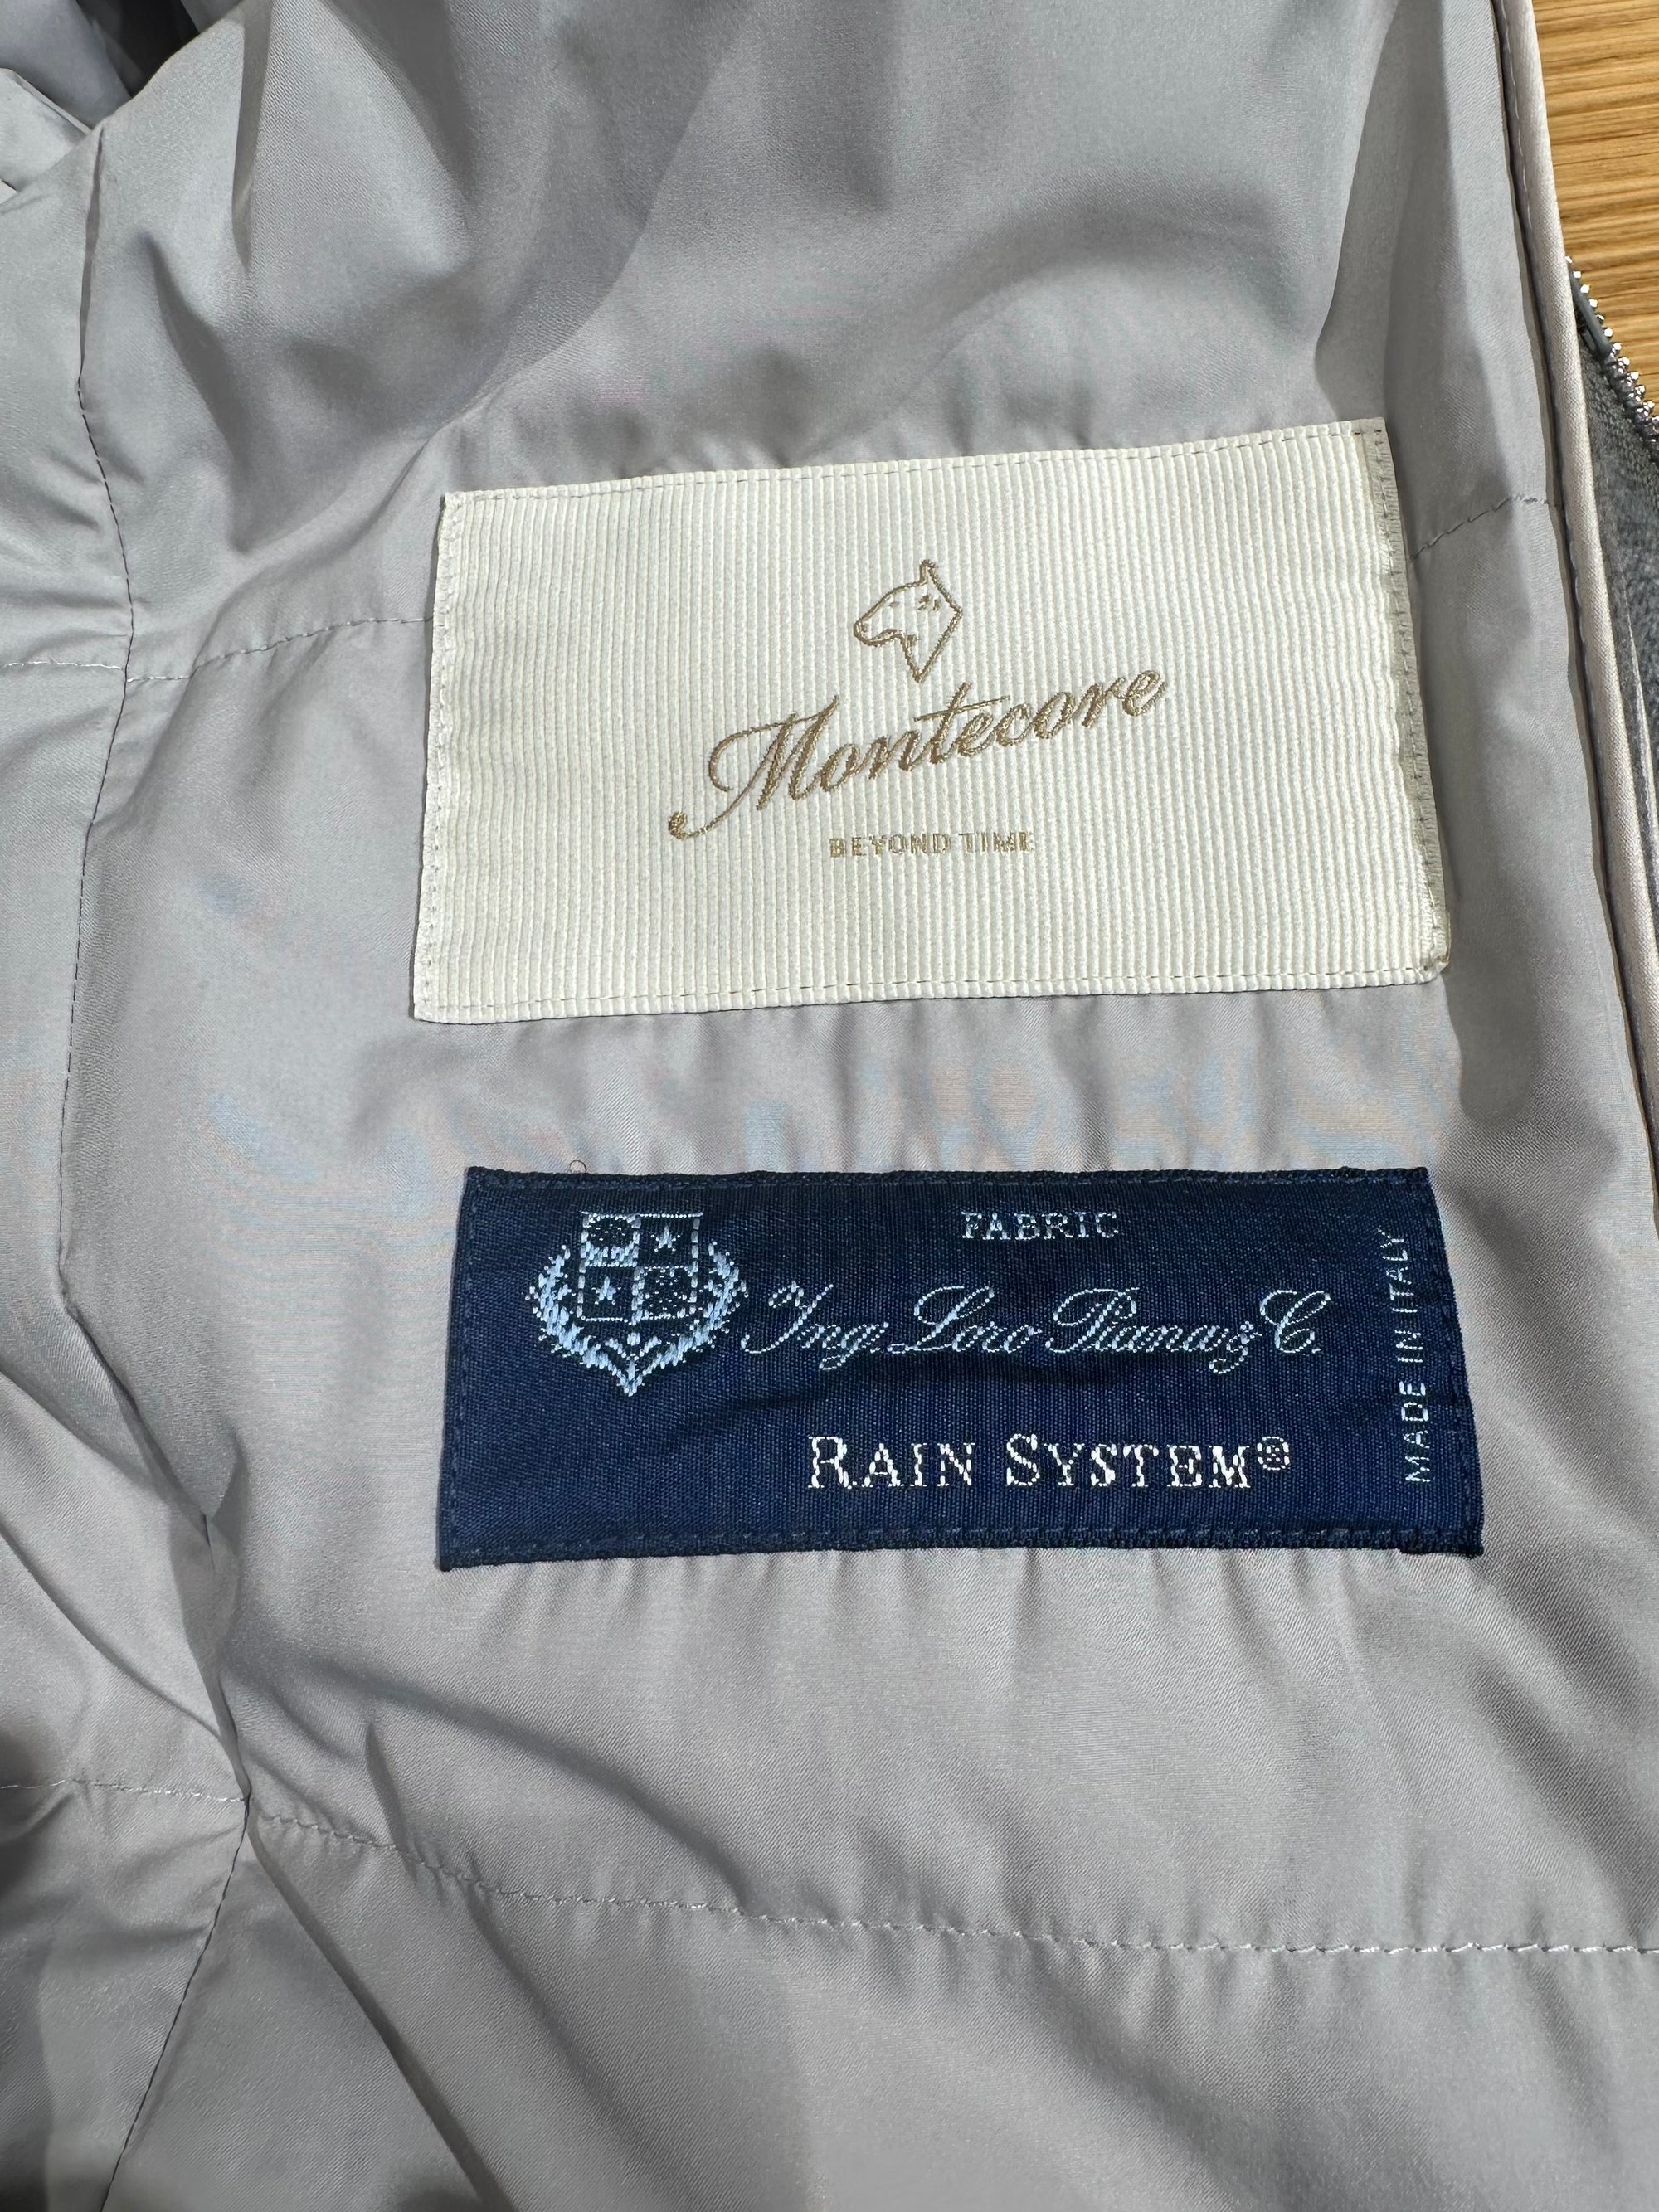 Montecore
BEYOND TIME
FABRIC
Ing. Loro Piana & C.
RAIN SYSTEM®
MADE IN ITALY